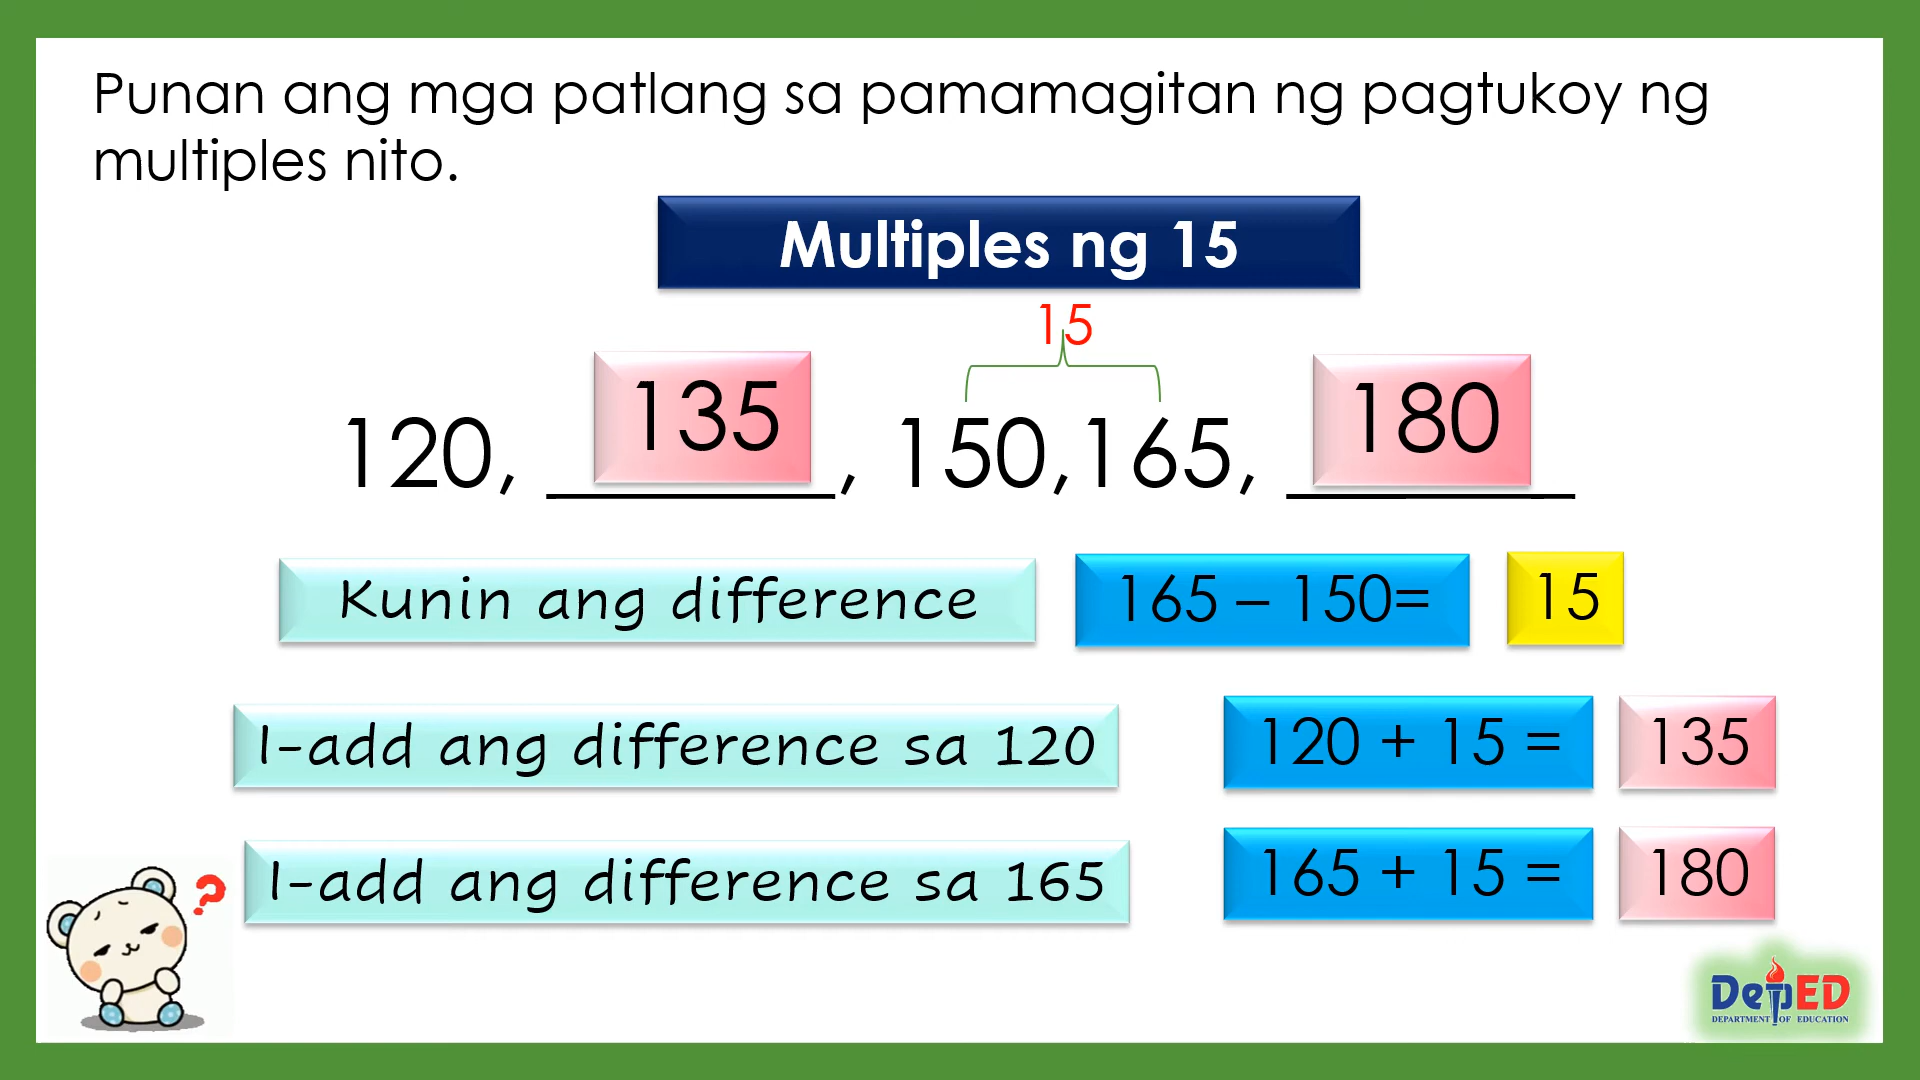 Punan ang mga patlang sa pamamagitan ng pagtukoy ng
multiples nito.
Multiples ng 15
15
120, 135, 150,165, 180
Kunin ang difference 165 – 150= 15
I-add ang difference sa 120 120 + 15 = 135
I-add ang difference sa 165 165 + 15 = 180
?
DepED
DEPARTMENT OF EDUCATION